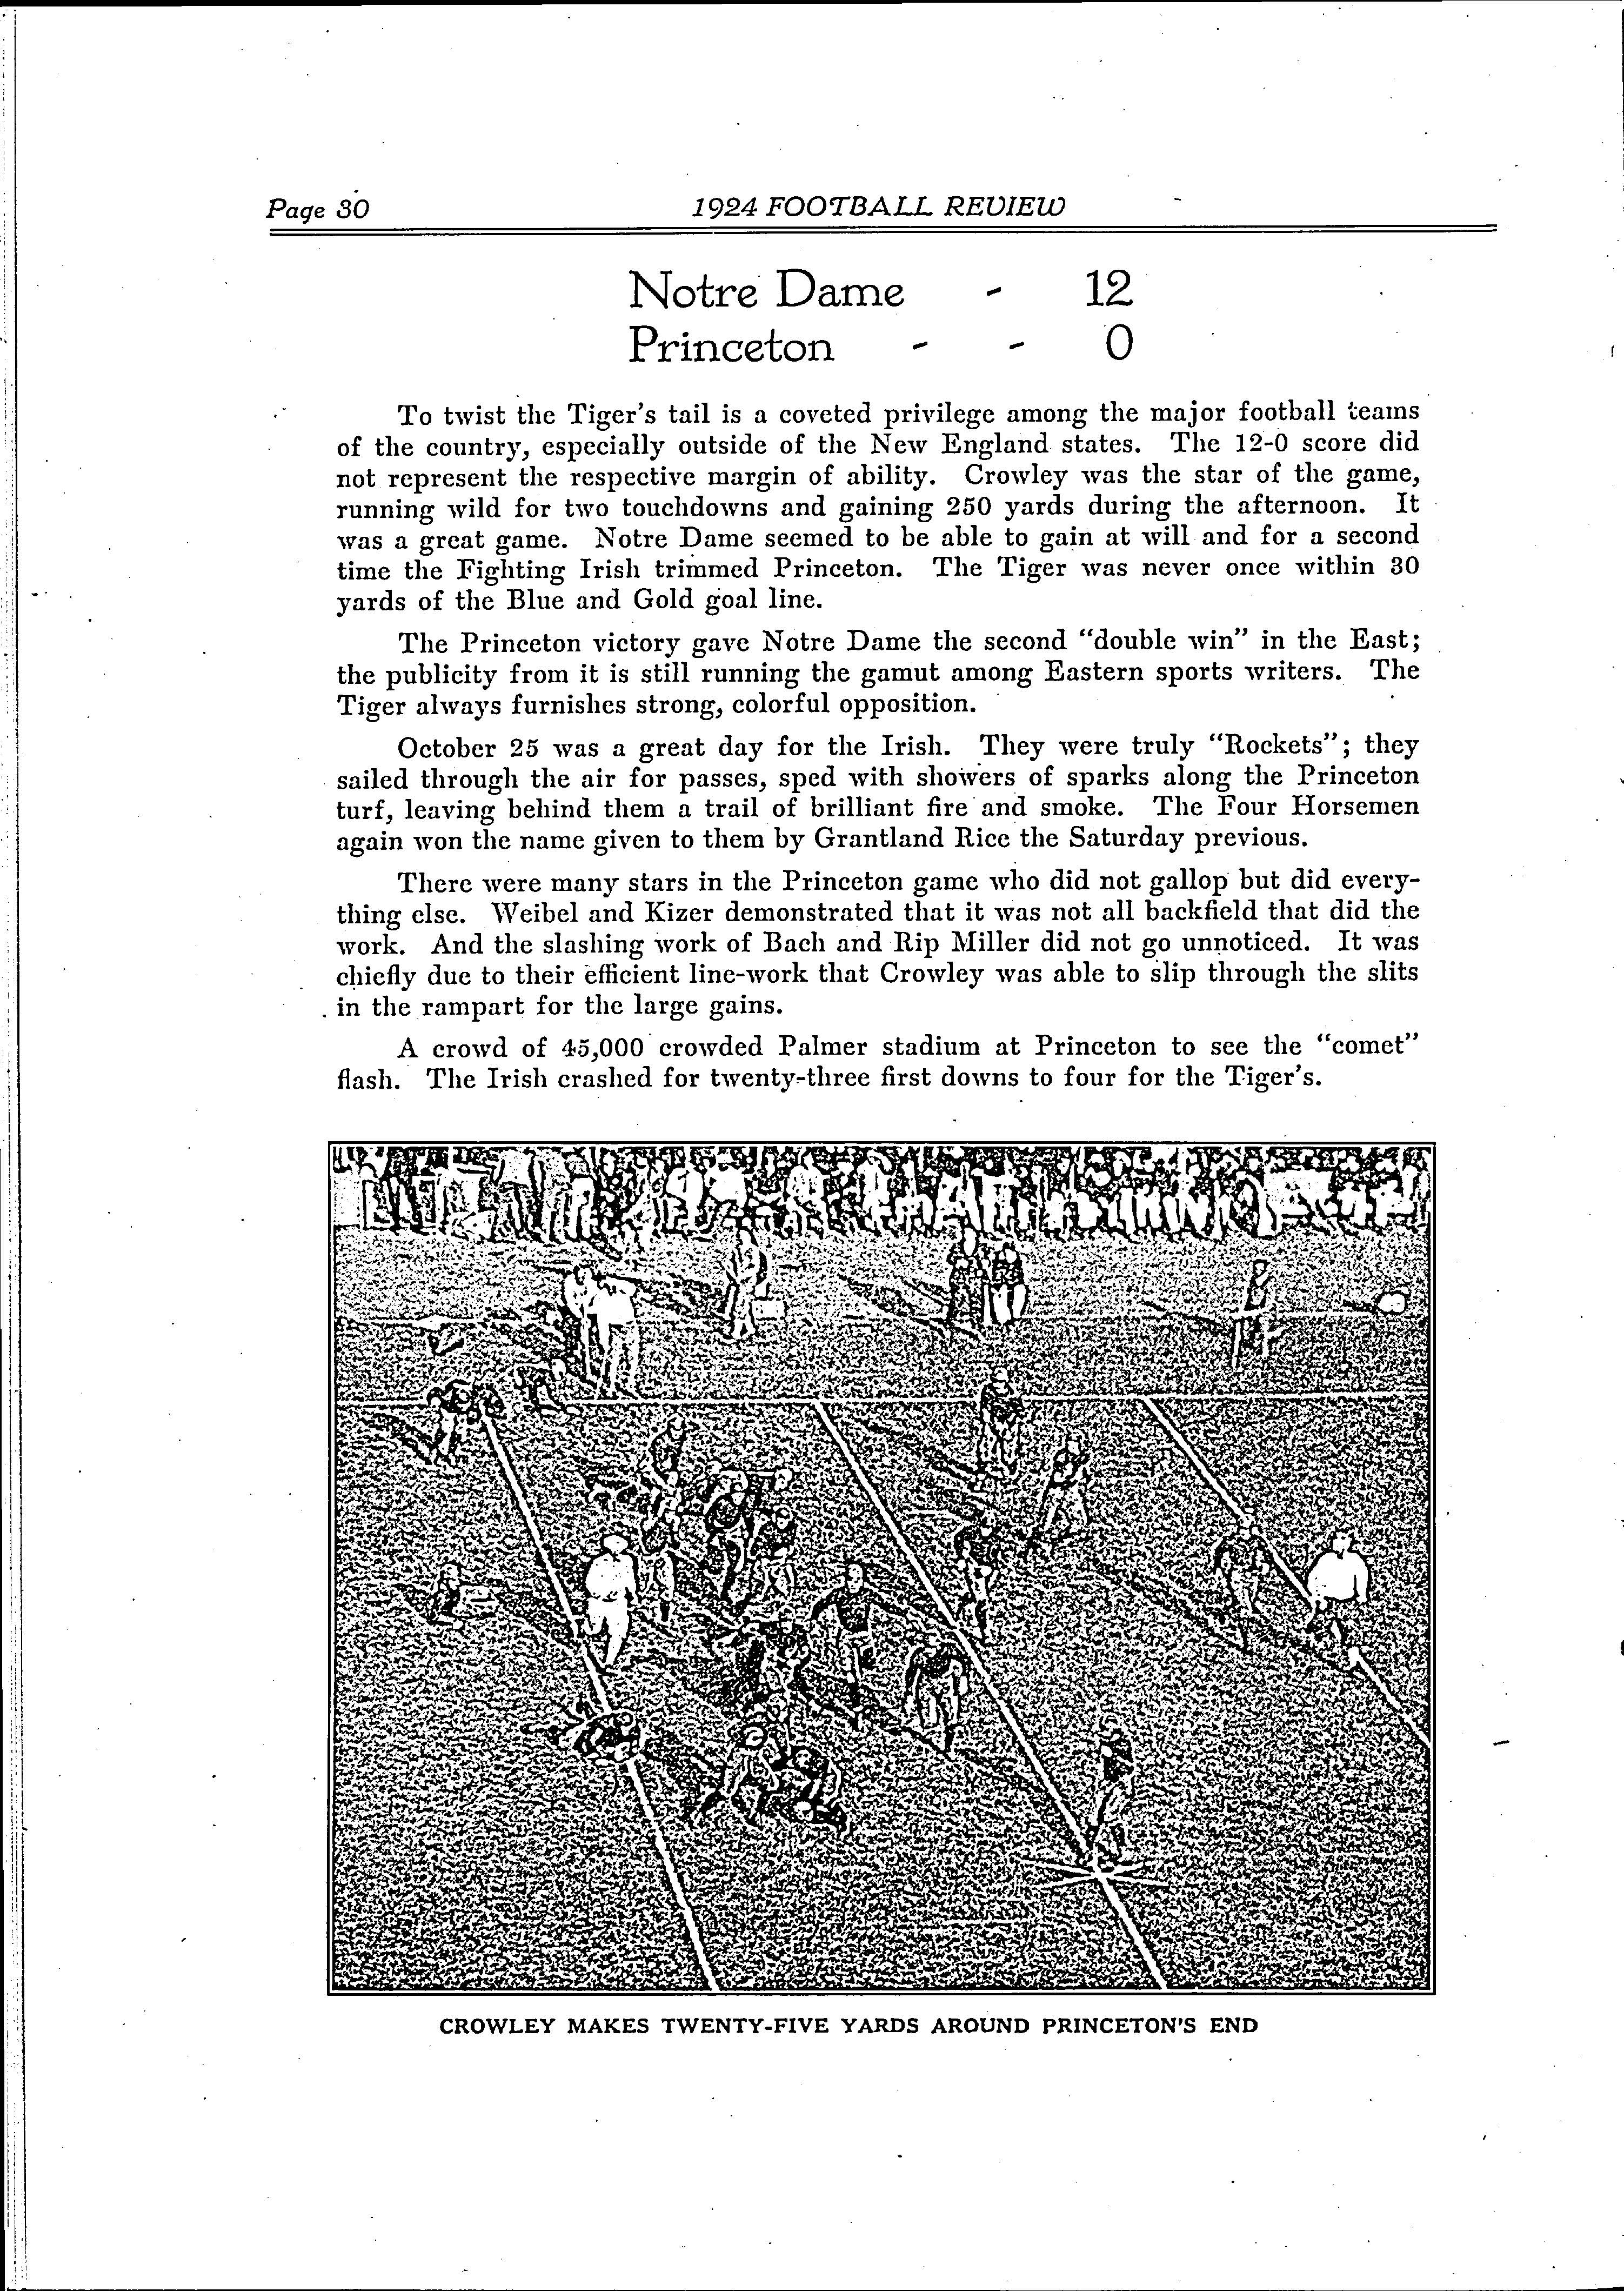 Page 30 1924 FOOTBALL REVIEW
Notre Dame - 12
Princeton - - 0
To twist the Tiger's tail is a coveted privilege among the major football teams
of the country, especially outside of the New England states. The 12-0 score did
not represent the respective margin of ability. Crowley was the star of the game,
running wild for two touchdowns and gaining 250 yards during the afternoon. It
was a great game. Notre Dame seemed to be able to gain at will and for a second
time the Fighting Irish trimmed Princeton. The Tiger was never once within 30
yards of the Blue and Gold goal line.
The Princeton victory gave Notre Dame the second "double win" in the East;
the publicity from it is still running the gamut among Eastern sports writers. The
Tiger always furnishes strong, colorful opposition.
October 25 was a great day for the Irish. They were truly "Rockets"; they
sailed through the air for passes, sped with showers of sparks along the Princeton
turf, leaving behind them a trail of brilliant fire and smoke. The Four Horsemen
again won the name given to them by Grantland Rice the Saturday previous.
There were many stars in the Princeton game who did not gallop but did every-
thing else. Weibel and Kizer demonstrated that it was not all backfield that did the
work. And the slashing work of Bach and Rip Miller did not go unnoticed. It was
chiefly due to their efficient line-work that Crowley was able to slip through the slits
in the rampart for the large gains.
A crowd of 45,000 crowded Palmer stadium at Princeton to see the "comet"
flash. The Irish crashed for twenty-three first downs to four for the Tiger's.
CROWLEY MAKES TWENTY-FIVE YARDS AROUND PRINCETON'S END